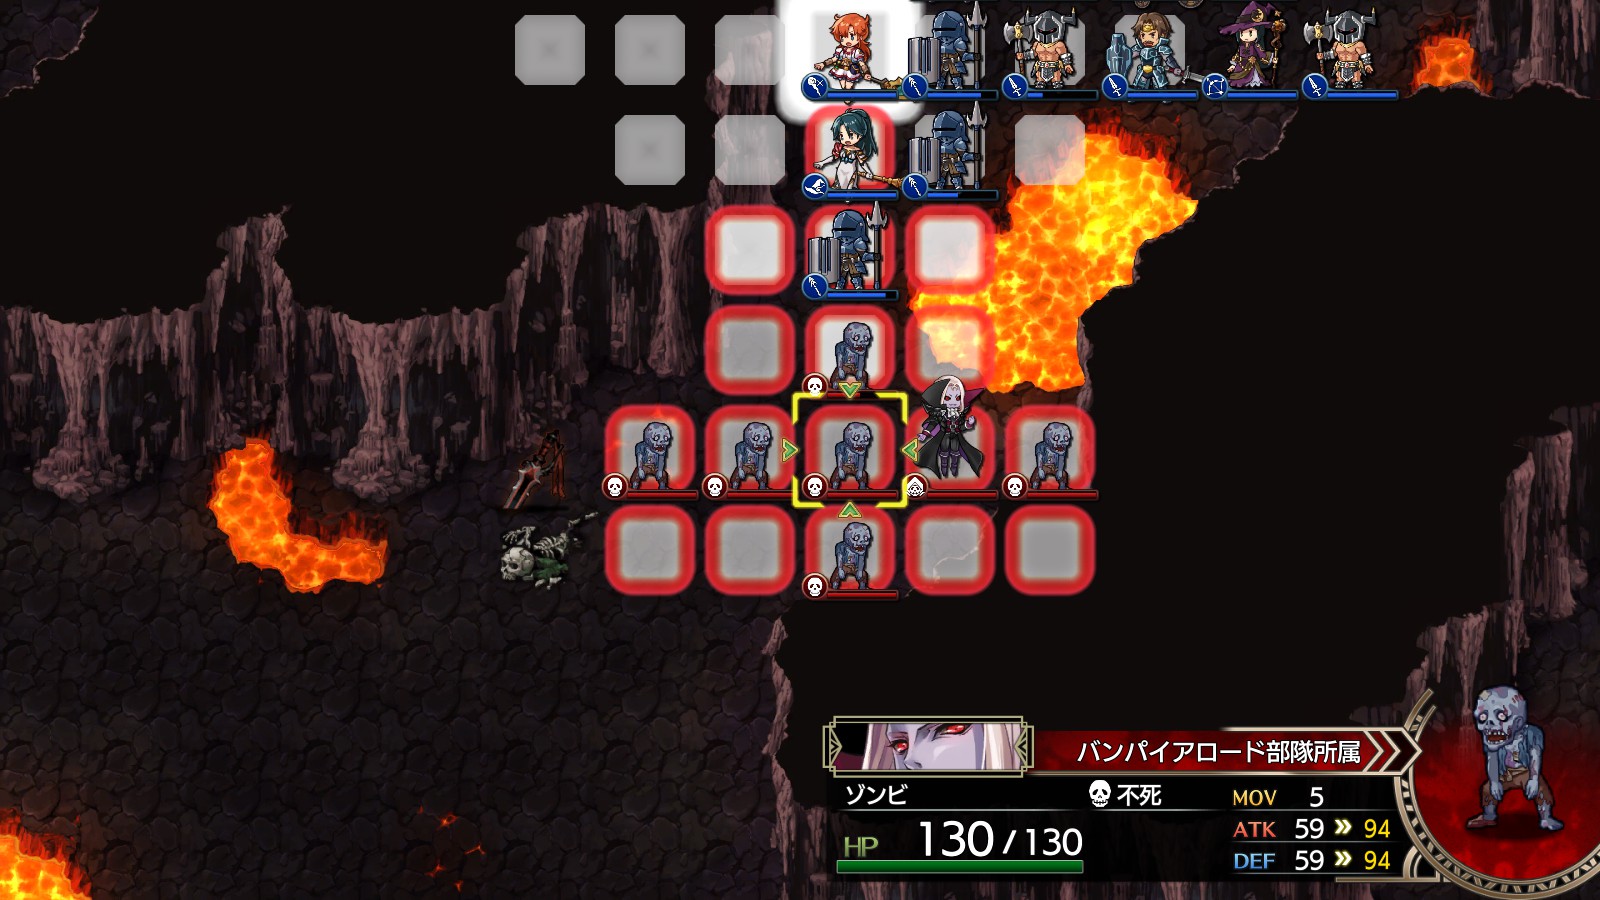 バンパイアロード部隊所属
ゾンビ 不死
MOV 5
HP 130/130
ATK 59 » 94
DEF 59 » 94